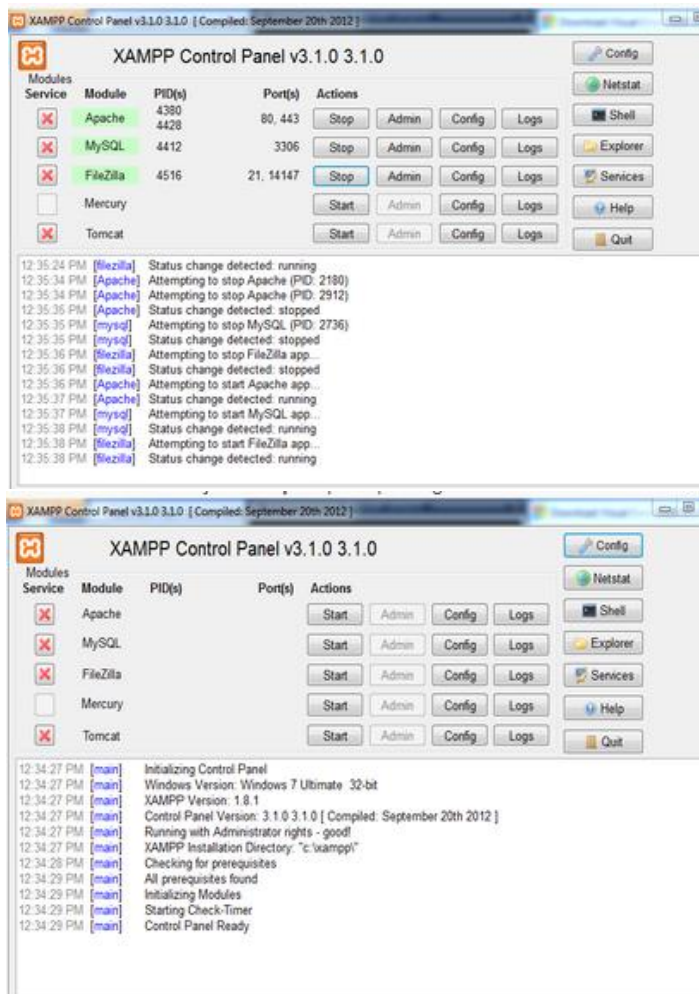 XAMPP Control Panel v3.1.0 3.1.0 [ Compiled: September 20th 2012 ]
XAMPP Control Panel v3.1.0 3.1.0
Config
Modules
Service Module PID(s) Port(s) Actions
Netstat
Apache 4380 4428 80, 443 Stop Admin Config Logs
Shell
MySQL 4412 3306 Stop Admin Config Logs
Explorer
FileZilla 4516 21, 14147 Stop Admin Config Logs
Services
Mercury Start Admin Config Logs
Help
Tomcat Start Admin Config Logs
Quit
12:35:24 PM [filezilla] Status change detected: running
12:35:34 PM [Apache] Attempting to stop Apache (PID: 2180)
12:35:34 PM [Apache] Attempting to stop Apache (PID: 2912)
12:35:35 PM [Apache] Status change detected: stopped
12:35:35 PM [mysql] Attempting to stop MySQL (PID: 2736)
12:35:35 PM [mysql] Status change detected: stopped
12:35:36 PM [filezilla] Attempting to stop FileZilla app...
12:35:36 PM [filezilla] Status change detected: stopped
12:35:36 PM [Apache] Attempting to start Apache app...
12:35:37 PM [Apache] Status change detected: running
12:35:37 PM [mysql] Attempting to start MySQL app...
12:35:38 PM [mysql] Status change detected: running
12:35:38 PM [filezilla] Attempting to start FileZilla app...
12:35:38 PM [filezilla] Status change detected: running
XAMPP Control Panel v3.1.0 3.1.0 [ Compiled: September 20th 2012 ]
XAMPP Control Panel v3.1.0 3.1.0
Config
Modules
Service Module PID(s) Port(s) Actions
Netstat
Apache Start Admin Config Logs
Shell
MySQL Start Admin Config Logs
Explorer
FileZilla Start Admin Config Logs
Services
Mercury Start Admin Config Logs
Help
Tomcat Start Admin Config Logs
Quit
12:34:27 PM [main] Initializing Control Panel
12:34:27 PM [main] Windows Version: Windows 7 Ultimate 32-bit
12:34:27 PM [main] XAMPP Version: 1.8.1
12:34:27 PM [main] Control Panel Version: 3.1.0 3.1.0 [ Compiled: September 20th 2012 ]
12:34:27 PM [main] Running with Administrator rights - good!
12:34:27 PM [main] XAMPP Installation Directory: "c:\xampp\"
12:34:28 PM [main] Checking for prerequisites
12:34:29 PM [main] All prerequisites found
12:34:29 PM [main] Initializing Modules
12:34:29 PM [main] Starting Check-Timer
12:34:29 PM [main] Control Panel Ready